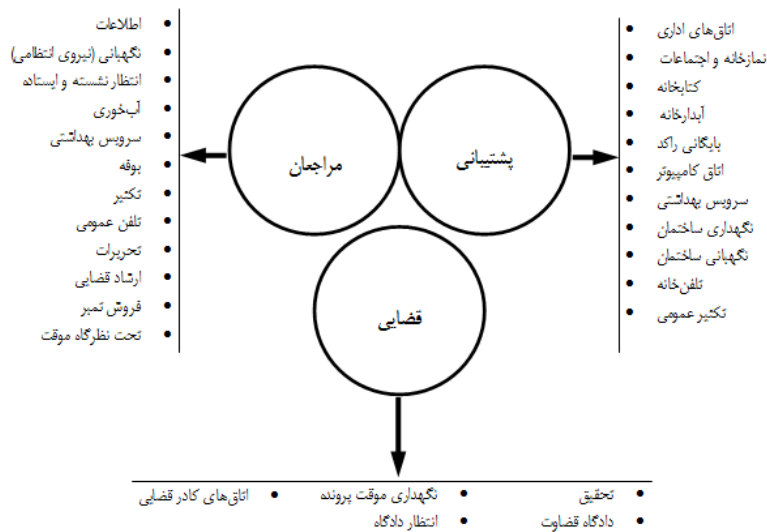 اتاق‌های اداری
نمازخانه و اجتماعات
کتابخانه
آبدارخانه
بایگانی راکد
اتاق کامپیوتر
سرویس بهداشتی
نگهداری ساختمان
نگهبانی ساختمان
تلفن‌خانه
تکثیر عمومی
پشتیبانی
مراجعان
قضایی
اطلاعات
نگهبانی (نیروی انتظامی)
انتظار نشسته و ایستاده
آب‌خوری
سرویس بهداشتی
بوفه
تکثیر
تلفن عمومی
تحریرات
ارشاد قضایی
فروش تمبر
تحت نظرگاه موقت
تحقیق
دادگاه قضاوت
نگهداری موقت پرونده
انتظار دادگاه
اتاق‌های کادر قضایی